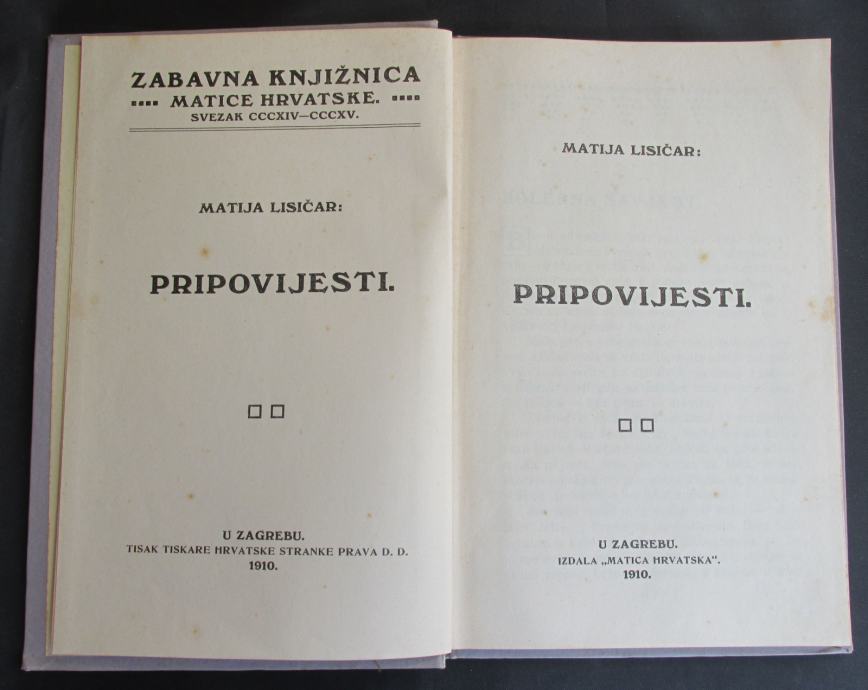 ZABAVNA KNJIŽNICA
MATICE HRVATSKE.
SVEZAK CCCXIV—CCCXV.
MATIJA LISIČAR:
PRIPOVIJESTI.
U ZAGREBU.
TISAK TISKARE HRVATSKE STRANKE PRAVA D. D.
1910.
MATIJA LISIČAR:
PRIPOVIJESTI.
U ZAGREBU.
IZDALA „MATICA HRVATSKA“.
1910.